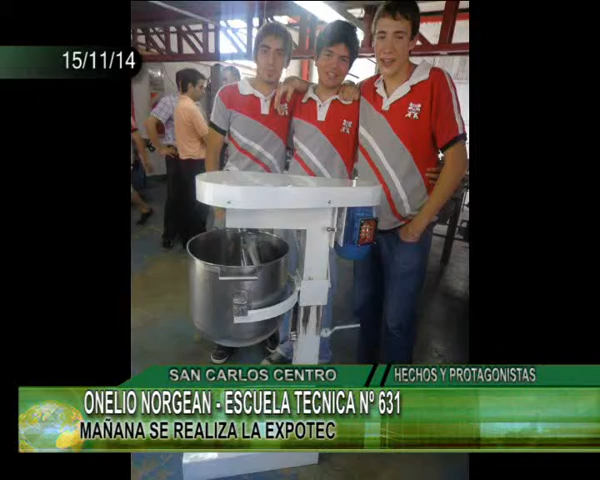 15/11/14
SAN CARLOS CENTRO // HECHOS Y PROTAGONISTAS
ONELIO NORGEAN - ESCUELA TECNICA Nº 631
MAÑANA SE REALIZA LA EXPOTEC